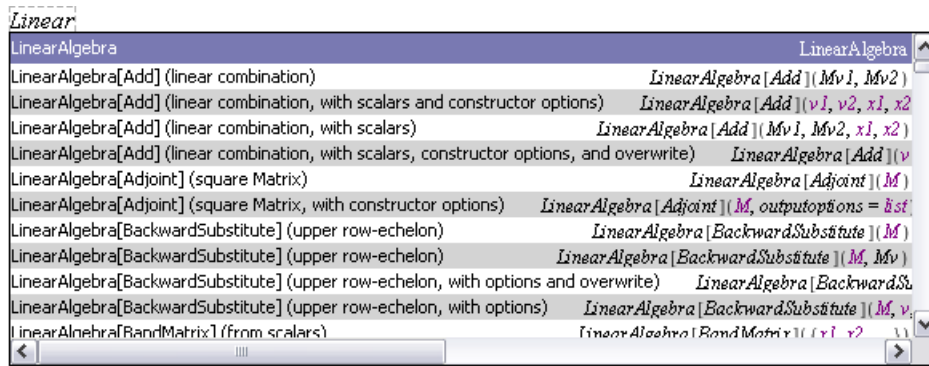 Linear
LinearAlgebra LinearAlgebra
LinearAlgebra[Add] (linear combination) LinearAlgebra[Add](Mv1, Mv2)
LinearAlgebra[Add] (linear combination, with scalars and constructor options) LinearAlgebra[Add](v1, v2, x1, x2
LinearAlgebra[Add] (linear combination, with scalars) LinearAlgebra[Add](Mv1, Mv2, x1, x2)
LinearAlgebra[Add] (linear combination, with scalars, constructor options, and overwrite) LinearAlgebra[Add](v
LinearAlgebra[Adjoint] (square Matrix) LinearAlgebra[Adjoint](M)
LinearAlgebra[Adjoint] (square Matrix, with constructor options) LinearAlgebra[Adjoint](M, outputoptions = list)
LinearAlgebra[BackwardSubstitute] (upper row-echelon) LinearAlgebra[BackwardSubstitute](M)
LinearAlgebra[BackwardSubstitute] (upper row-echelon) LinearAlgebra[BackwardSubstitute](M, Mv)
LinearAlgebra[BackwardSubstitute] (upper row-echelon, with options and overwrite) LinearAlgebra[BackwardSu
LinearAlgebra[BackwardSubstitute] (upper row-echelon, with options) LinearAlgebra[BackwardSubstitute](M, v,
LinearAlgebra[BandMatrix] (from scalars) LinearAlgebra[BandMatrix]({x1, x2